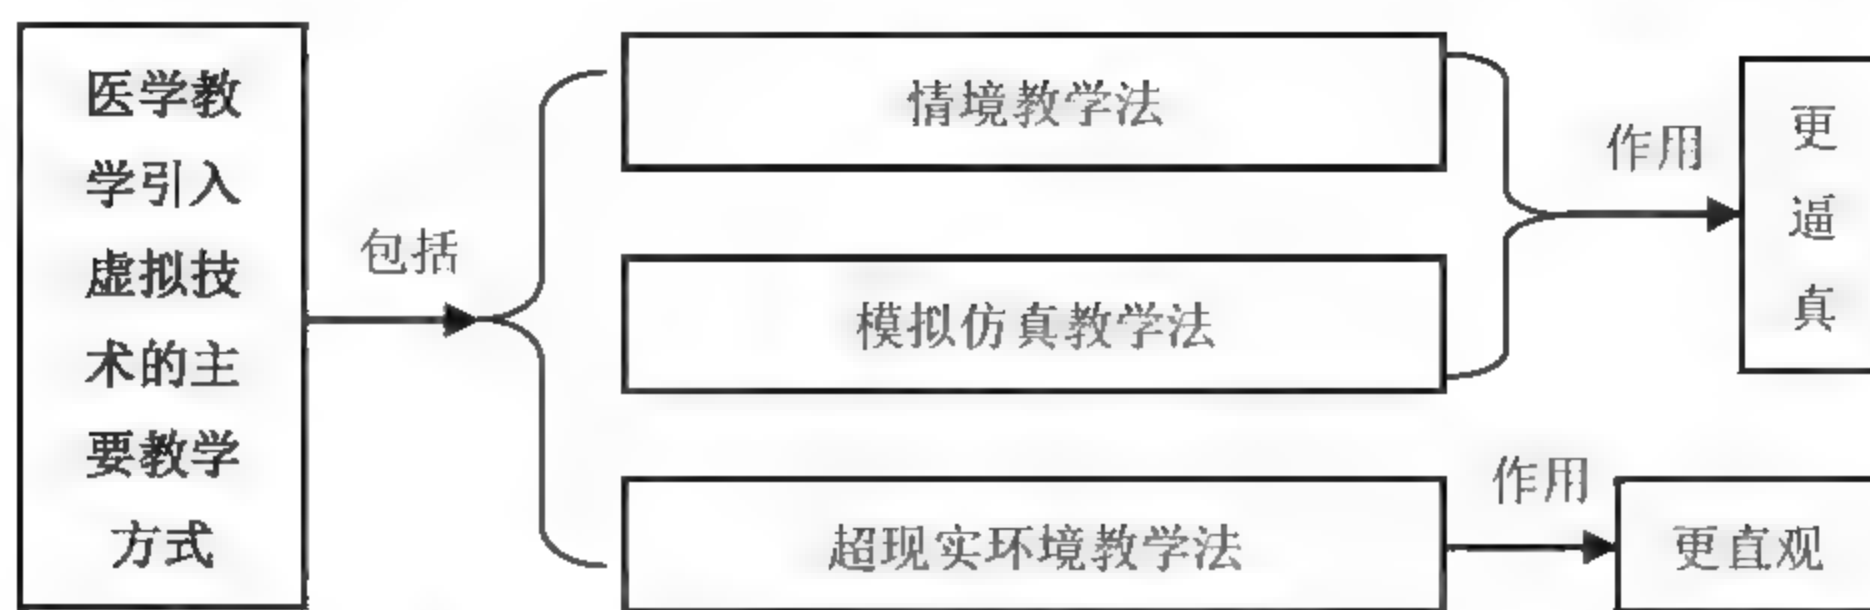 医学教
学引入
虚拟技
术的主
要教学
方式
包括
情境教学法
模拟仿真教学法
超现实环境教学法
作用
更
逼
真
作用
更直观